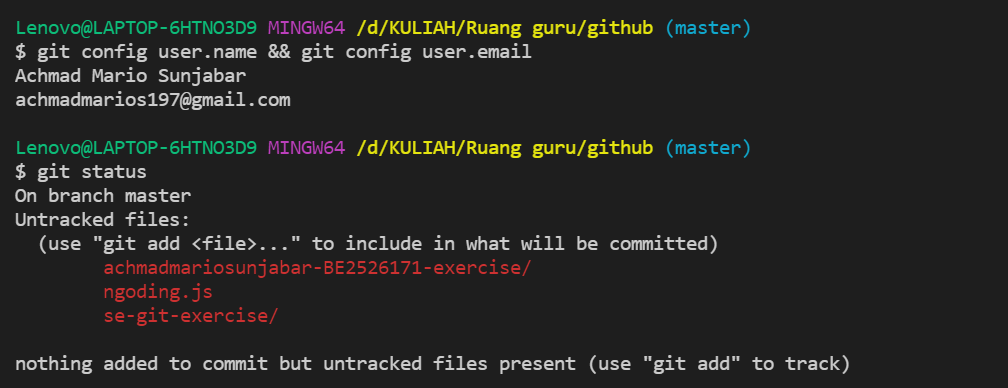 Lenovo@LAPTOP-6HTNO3D9 MINGW64 /d/KULIAH/Ruang guru/github (master)
$ git config user.name && git config user.email
Achmad Mario Sunjabar
achmadmarios197@gmail.com
Lenovo@LAPTOP-6HTNO3D9 MINGW64 /d/KULIAH/Ruang guru/github (master)
$ git status
On branch master
Untracked files:
(use "git add <file>..." to include in what will be committed)
achmadmariosunjabar-BE2526171-exercise/
ngoding.js
se-git-exercise/
nothing added to commit but untracked files present (use "git add" to track)